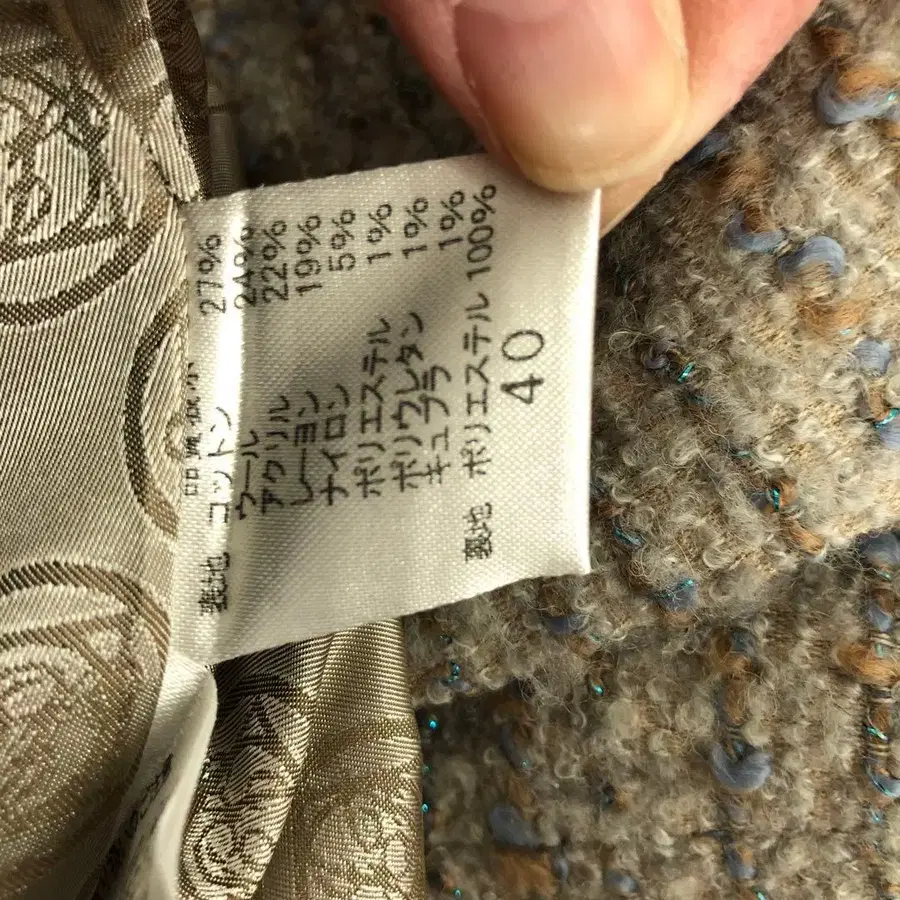 品質表示
表地 コットン 27%
ウール 24%
アクリル 22%
レーヨン 19%
ナイロン 5%
ポリエステル 1%
ポリウレタン 1%
キュプラ 1%
裏地 ポリエステル 100%
40